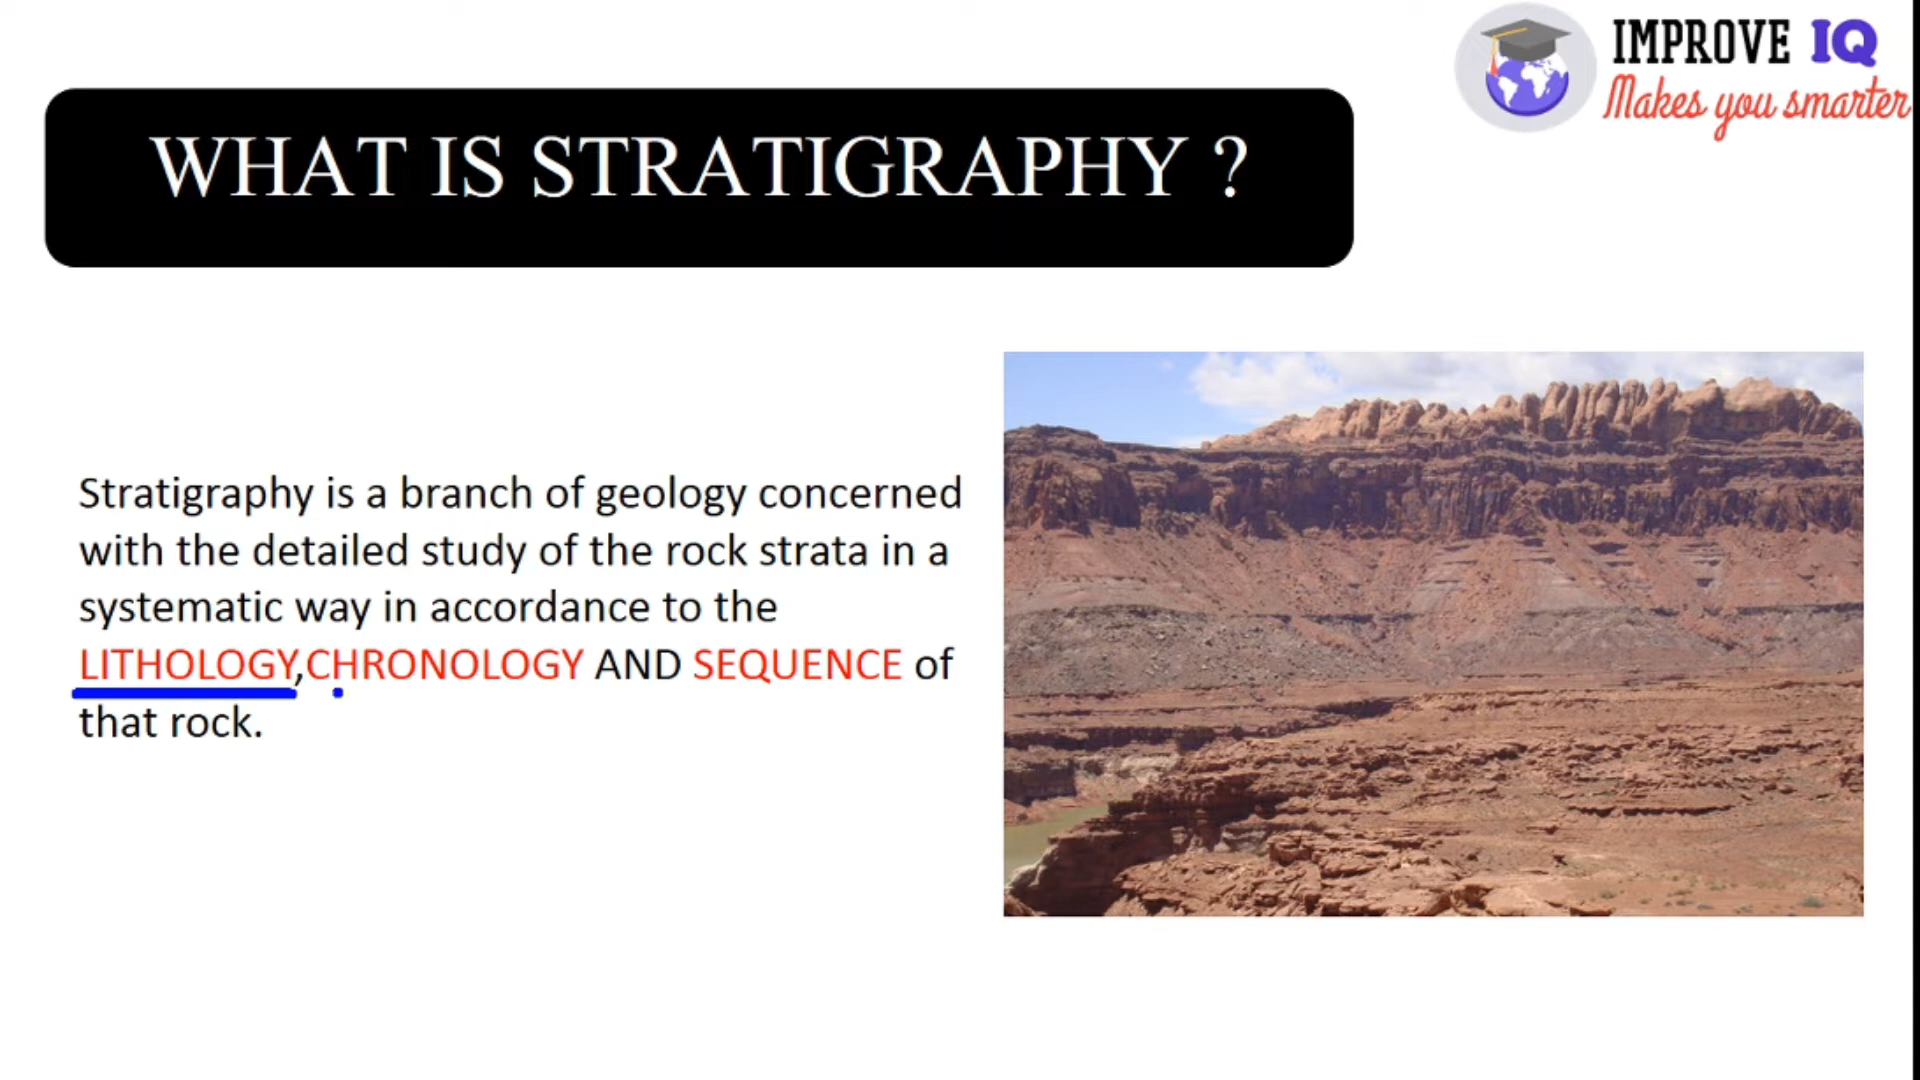 IMPROVE IQ
Makes you smarter
WHAT IS STRATIGRAPHY ?
Stratigraphy is a branch of geology concerned
with the detailed study of the rock strata in a
systematic way in accordance to the
LITHOLOGY,CHRONOLOGY AND SEQUENCE of
that rock.